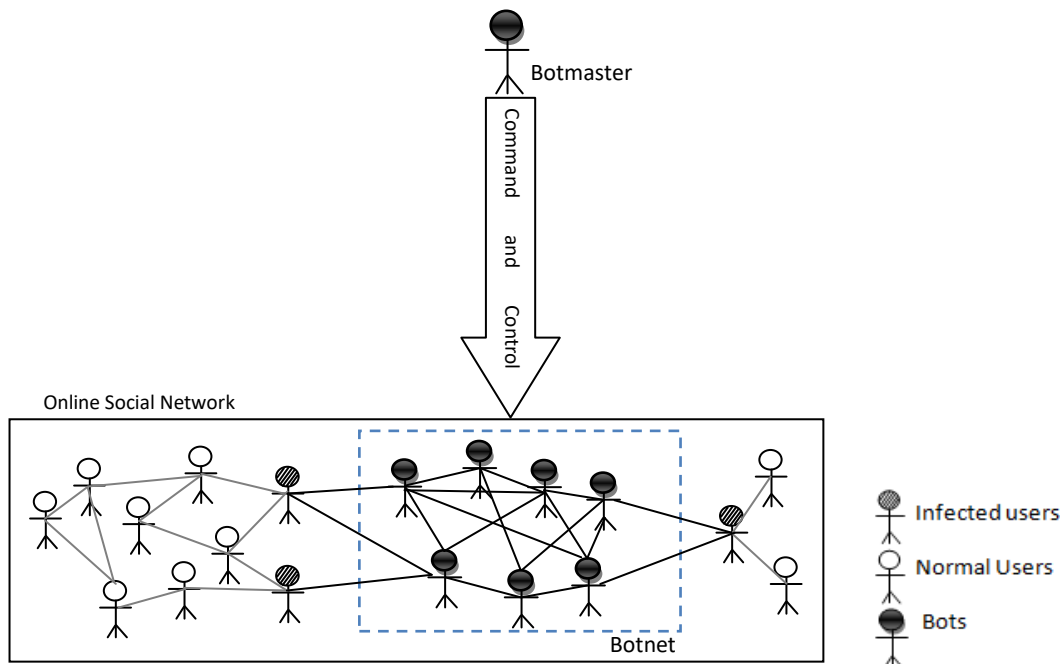 Botmaster
Command and Control
Online Social Network
Botnet
Infected users
Normal Users
Bots